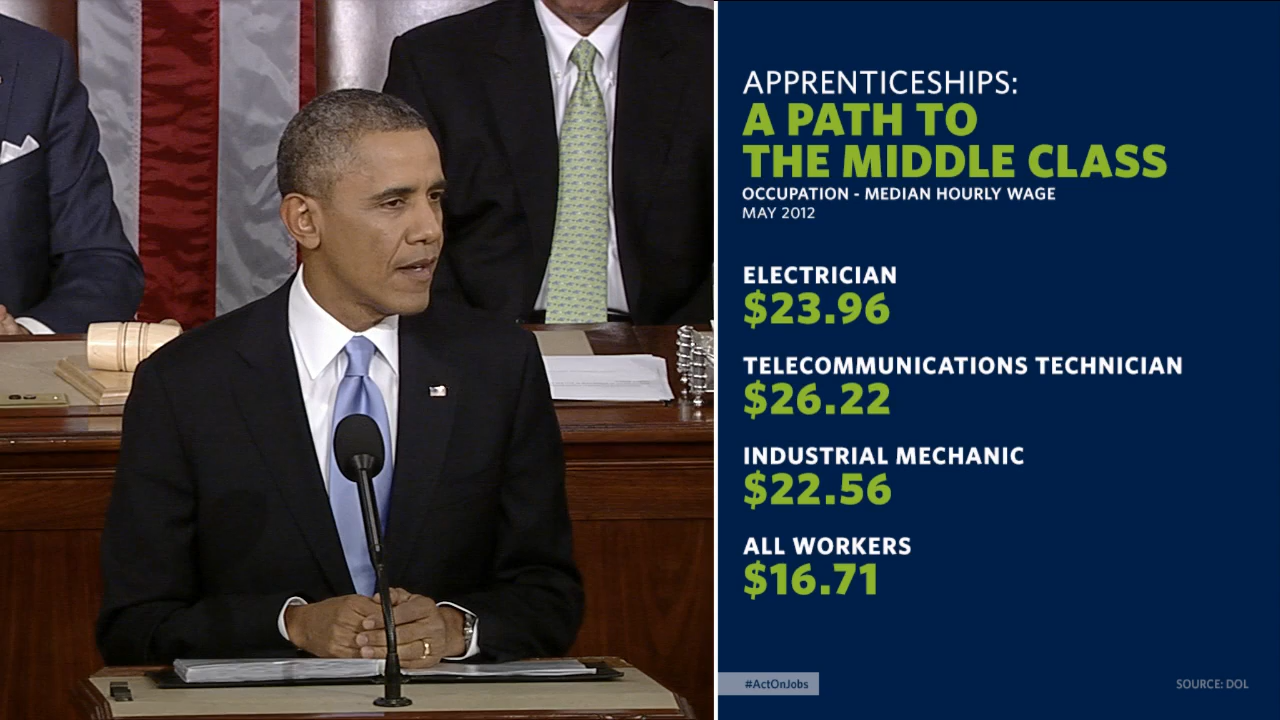 APPRENTICESHIPS:
A PATH TO
THE MIDDLE CLASS
OCCUPATION - MEDIAN HOURLY WAGE
MAY 2012
ELECTRICIAN
$23.96
TELECOMMUNICATIONS TECHNICIAN
$26.22
INDUSTRIAL MECHANIC
$22.56
ALL WORKERS
$16.71
#ActOnJobs
SOURCE: DOL